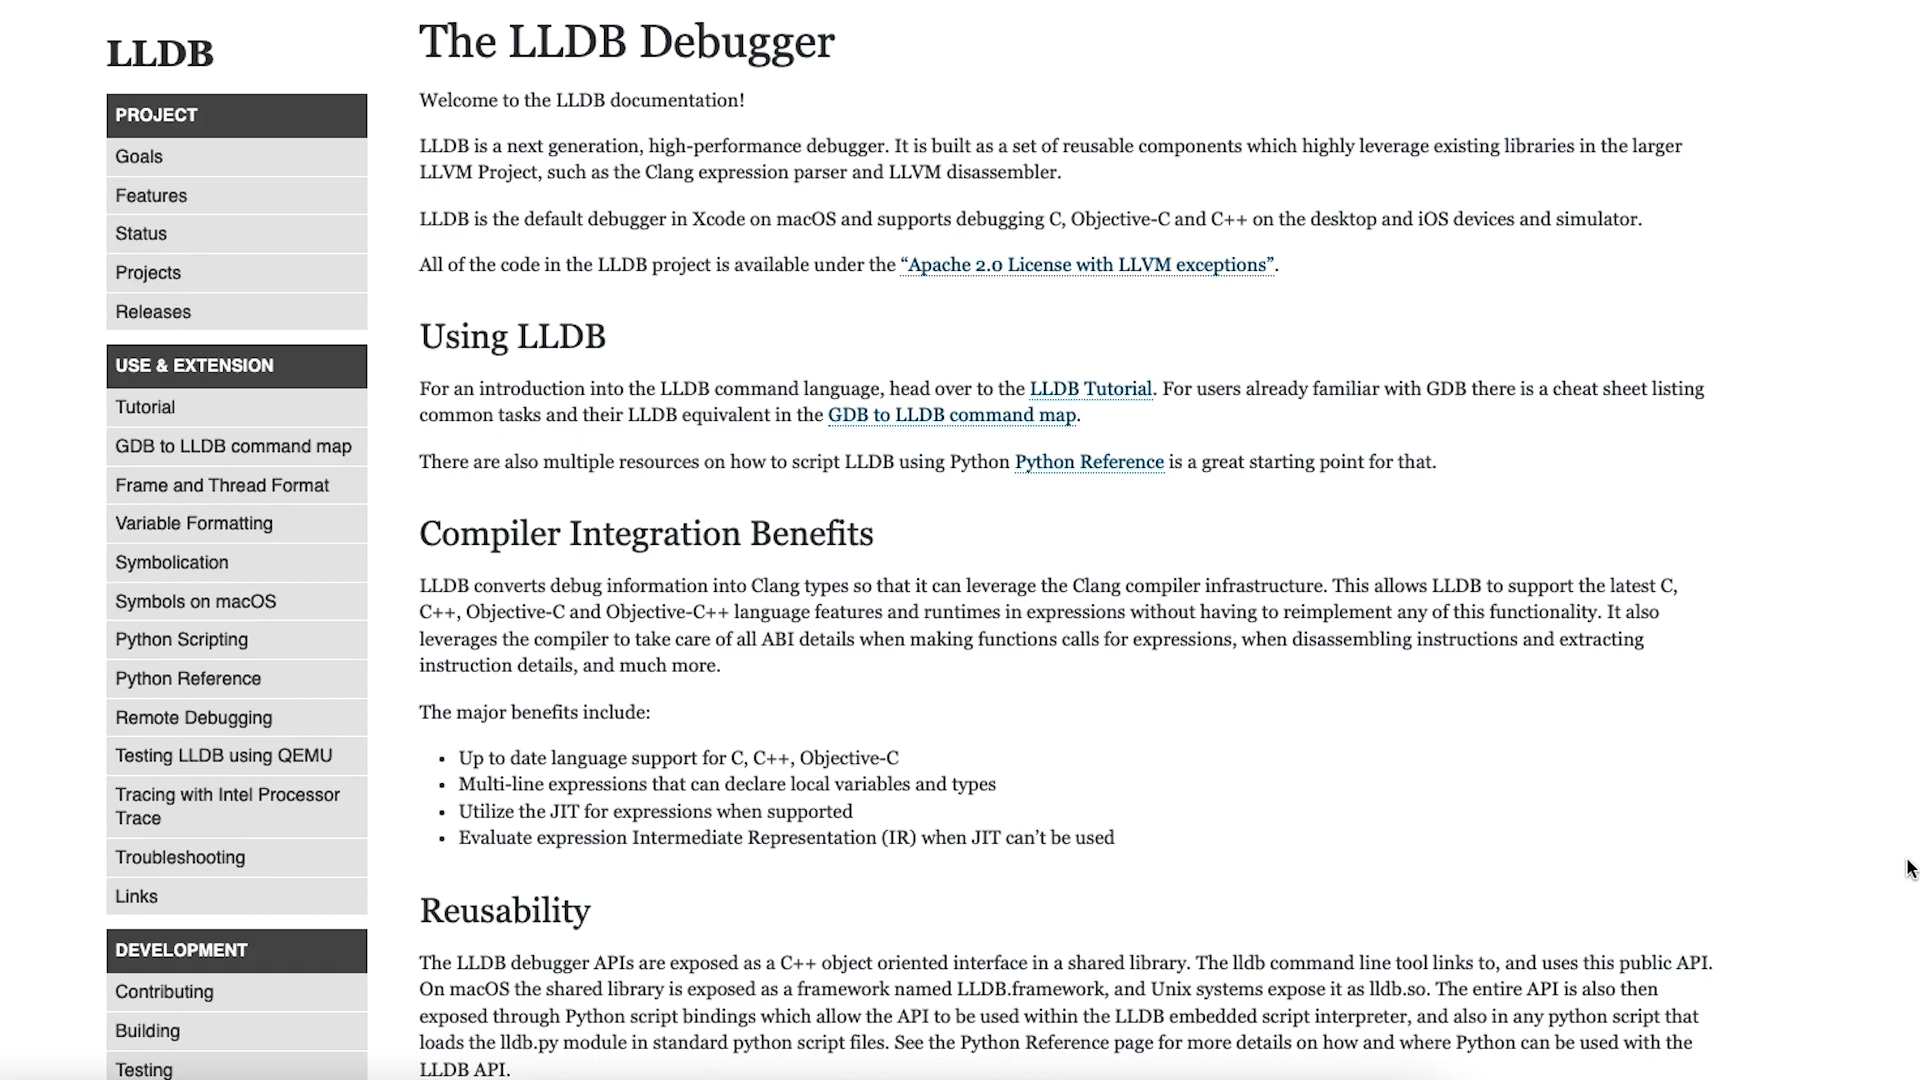 LLDB
PROJECT
Goals
Features
Status
Projects
Releases
USE & EXTENSION
Tutorial
GDB to LLDB command map
Frame and Thread Format
Variable Formatting
Symbolication
Symbols on macOS
Python Scripting
Python Reference
Remote Debugging
Testing LLDB using QEMU
Tracing with Intel Processor
Trace
Troubleshooting
Links
DEVELOPMENT
Contributing
Building
Testing
The LLDB Debugger
Welcome to the LLDB documentation!
LLDB is a next generation, high-performance debugger. It is built as a set of reusable components which highly leverage existing libraries in the larger
LLVM Project, such as the Clang expression parser and LLVM disassembler.
LLDB is the default debugger in Xcode on macOS and supports debugging C, Objective-C and C++ on the desktop and iOS devices and simulator.
All of the code in the LLDB project is available under the “Apache 2.0 License with LLVM exceptions”.
Using LLDB
For an introduction into the LLDB command language, head over to the LLDB Tutorial. For users already familiar with GDB there is a cheat sheet listing
common tasks and their LLDB equivalent in the GDB to LLDB command map.
There are also multiple resources on how to script LLDB using Python Python Reference is a great starting point for that.
Compiler Integration Benefits
LLDB converts debug information into Clang types so that it can leverage the Clang compiler infrastructure. This allows LLDB to support the latest C,
C++, Objective-C and Objective-C++ language features and runtimes in expressions without having to reimplement any of this functionality. It also
leverages the compiler to take care of all ABI details when making functions calls for expressions, when disassembling instructions and extracting
instruction details, and much more.
The major benefits include:
• Up to date language support for C, C++, Objective-C
• Multi-line expressions that can declare local variables and types
• Utilize the JIT for expressions when supported
• Evaluate expression Intermediate Representation (IR) when JIT can’t be used
Reusability
The LLDB debugger APIs are exposed as a C++ object oriented interface in a shared library. The lldb command line tool links to, and uses this public API.
On macOS the shared library is exposed as a framework named LLDB.framework, and Unix systems expose it as lldb.so. The entire API is also then
exposed through Python script bindings which allow the API to be used within the LLDB embedded script interpreter, and also in any python script that
loads the lldb.py module in standard python script files. See the Python Reference page for more details on how and where Python can be used with the
LLDB API.